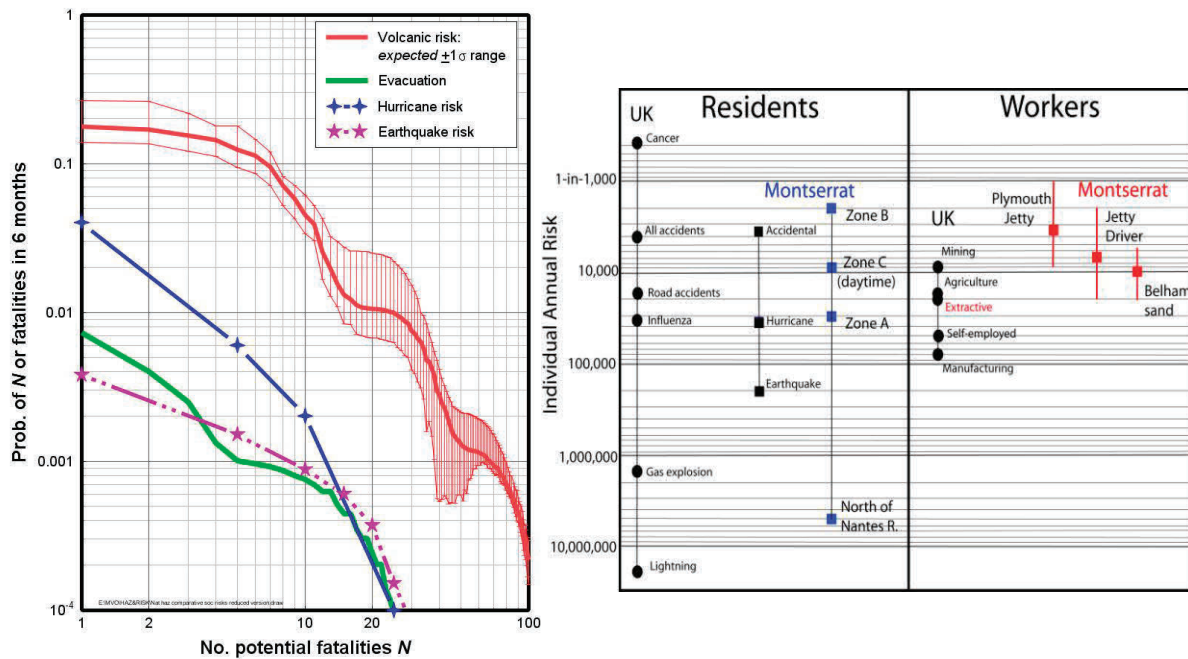 1
0.1
0.01
0.001
10-4
1
2
10
20
100
Prob. of N or fatalities in 6 months
No. potential fatalities N
Volcanic risk:
expected ±1σ range
Evacuation
Hurricane risk
Earthquake risk
Individual Annual Risk
1-in-1,000
10,000
100,000
1,000,000
10,000,000
Residents
UK
Cancer
All accidents
Road accidents
Influenza
Gas explosion
Lightning
Accidental
Hurricane
Earthquake
Montserrat
Zone B
Zone C
(daytime)
Zone A
North of
Nantes R.
Workers
UK
Mining
Agriculture
Extractive
Self-employed
Manufacturing
Montserrat
Plymouth
Jetty
Jetty
Driver
Belham
sand